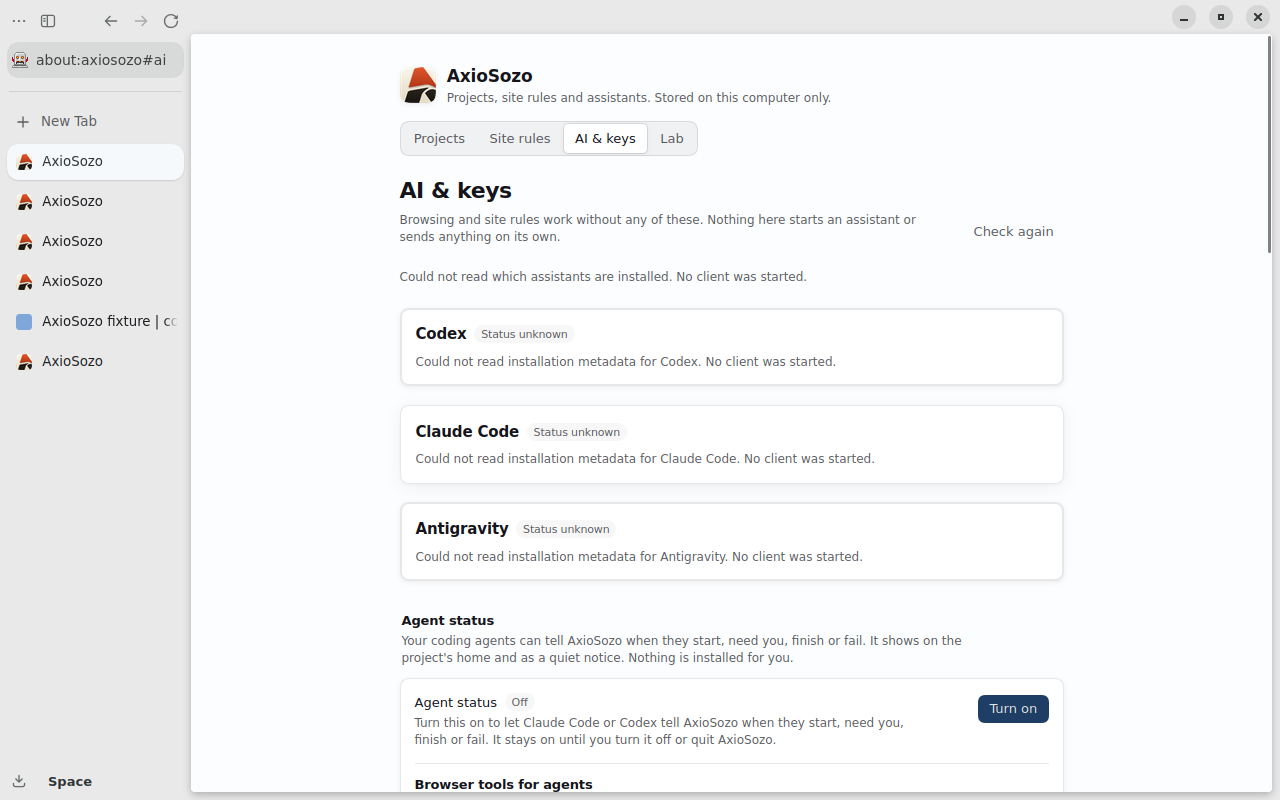 about:axiosozo#ai
New Tab
AxioSozo
AxioSozo
AxioSozo
AxioSozo
AxioSozo fixture | co
AxioSozo
Space
AxioSozo
Projects, site rules and assistants. Stored on this computer only.
Projects
Site rules
AI & keys
Lab
AI & keys
Browsing and site rules work without any of these. Nothing here starts an assistant or
sends anything on its own.
Check again
Could not read which assistants are installed. No client was started.
Codex
Status unknown
Could not read installation metadata for Codex. No client was started.
Claude Code
Status unknown
Could not read installation metadata for Claude Code. No client was started.
Antigravity
Status unknown
Could not read installation metadata for Antigravity. No client was started.
Agent status
Your coding agents can tell AxioSozo when they start, need you, finish or fail. It shows on the
project's home and as a quiet notice. Nothing is installed for you.
Agent status
Off
Turn this on to let Claude Code or Codex tell AxioSozo when they start, need you,
finish or fail. It stays on until you turn it off or quit AxioSozo.
Turn on
Browser tools for agents